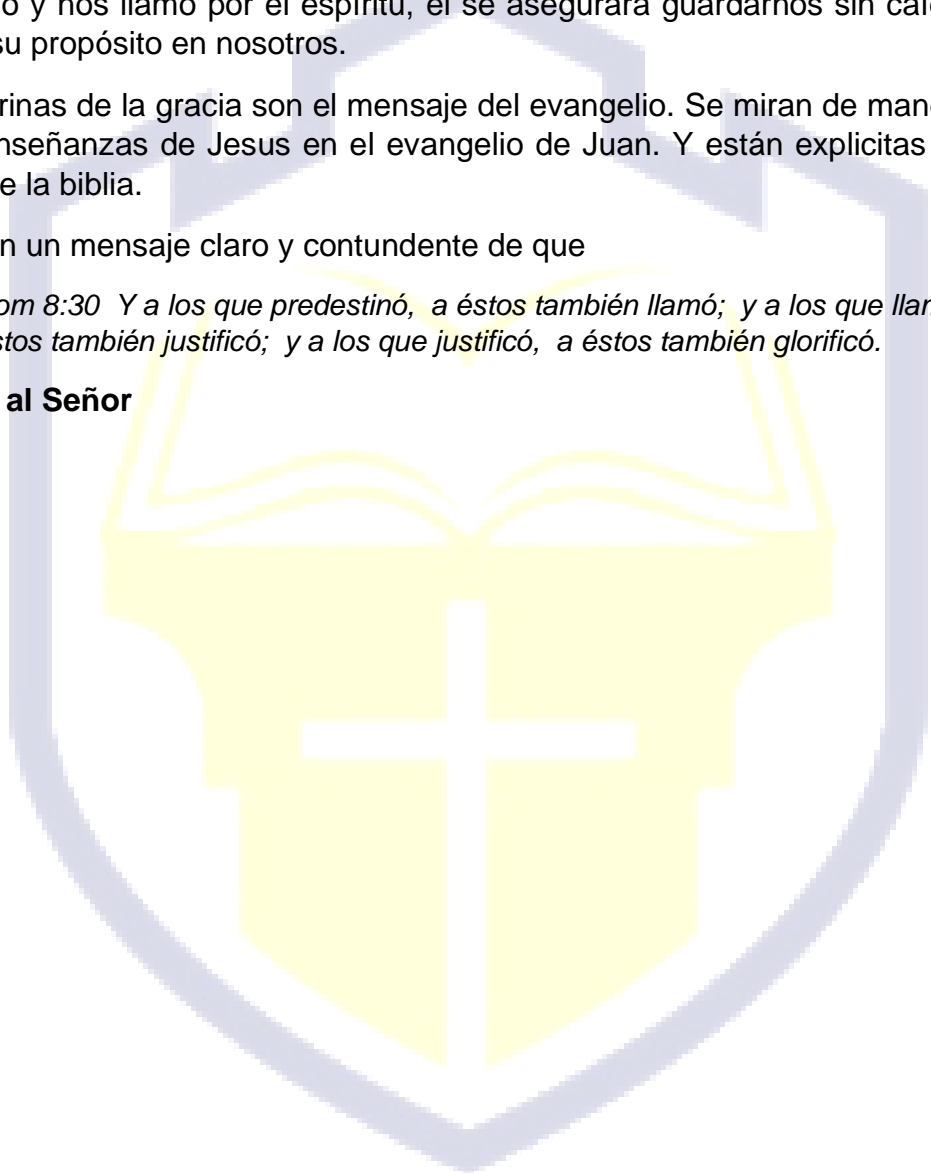 o y nos llamo por el espíritu, el se asegurara guardarnos sin
su propósito en nosotros.
rinas de la gracia son el mensaje del evangelio. Se miran de
nseñanzas de Jesus en el evangelio de Juan. Y están explicitas
e la biblia.
n un mensaje claro y contundente de que
om 8:30 Y a los que predestinó, a éstos también llamó; y a los que
stos también justificó; y a los que justificó, a éstos también glorificó.
al Señor